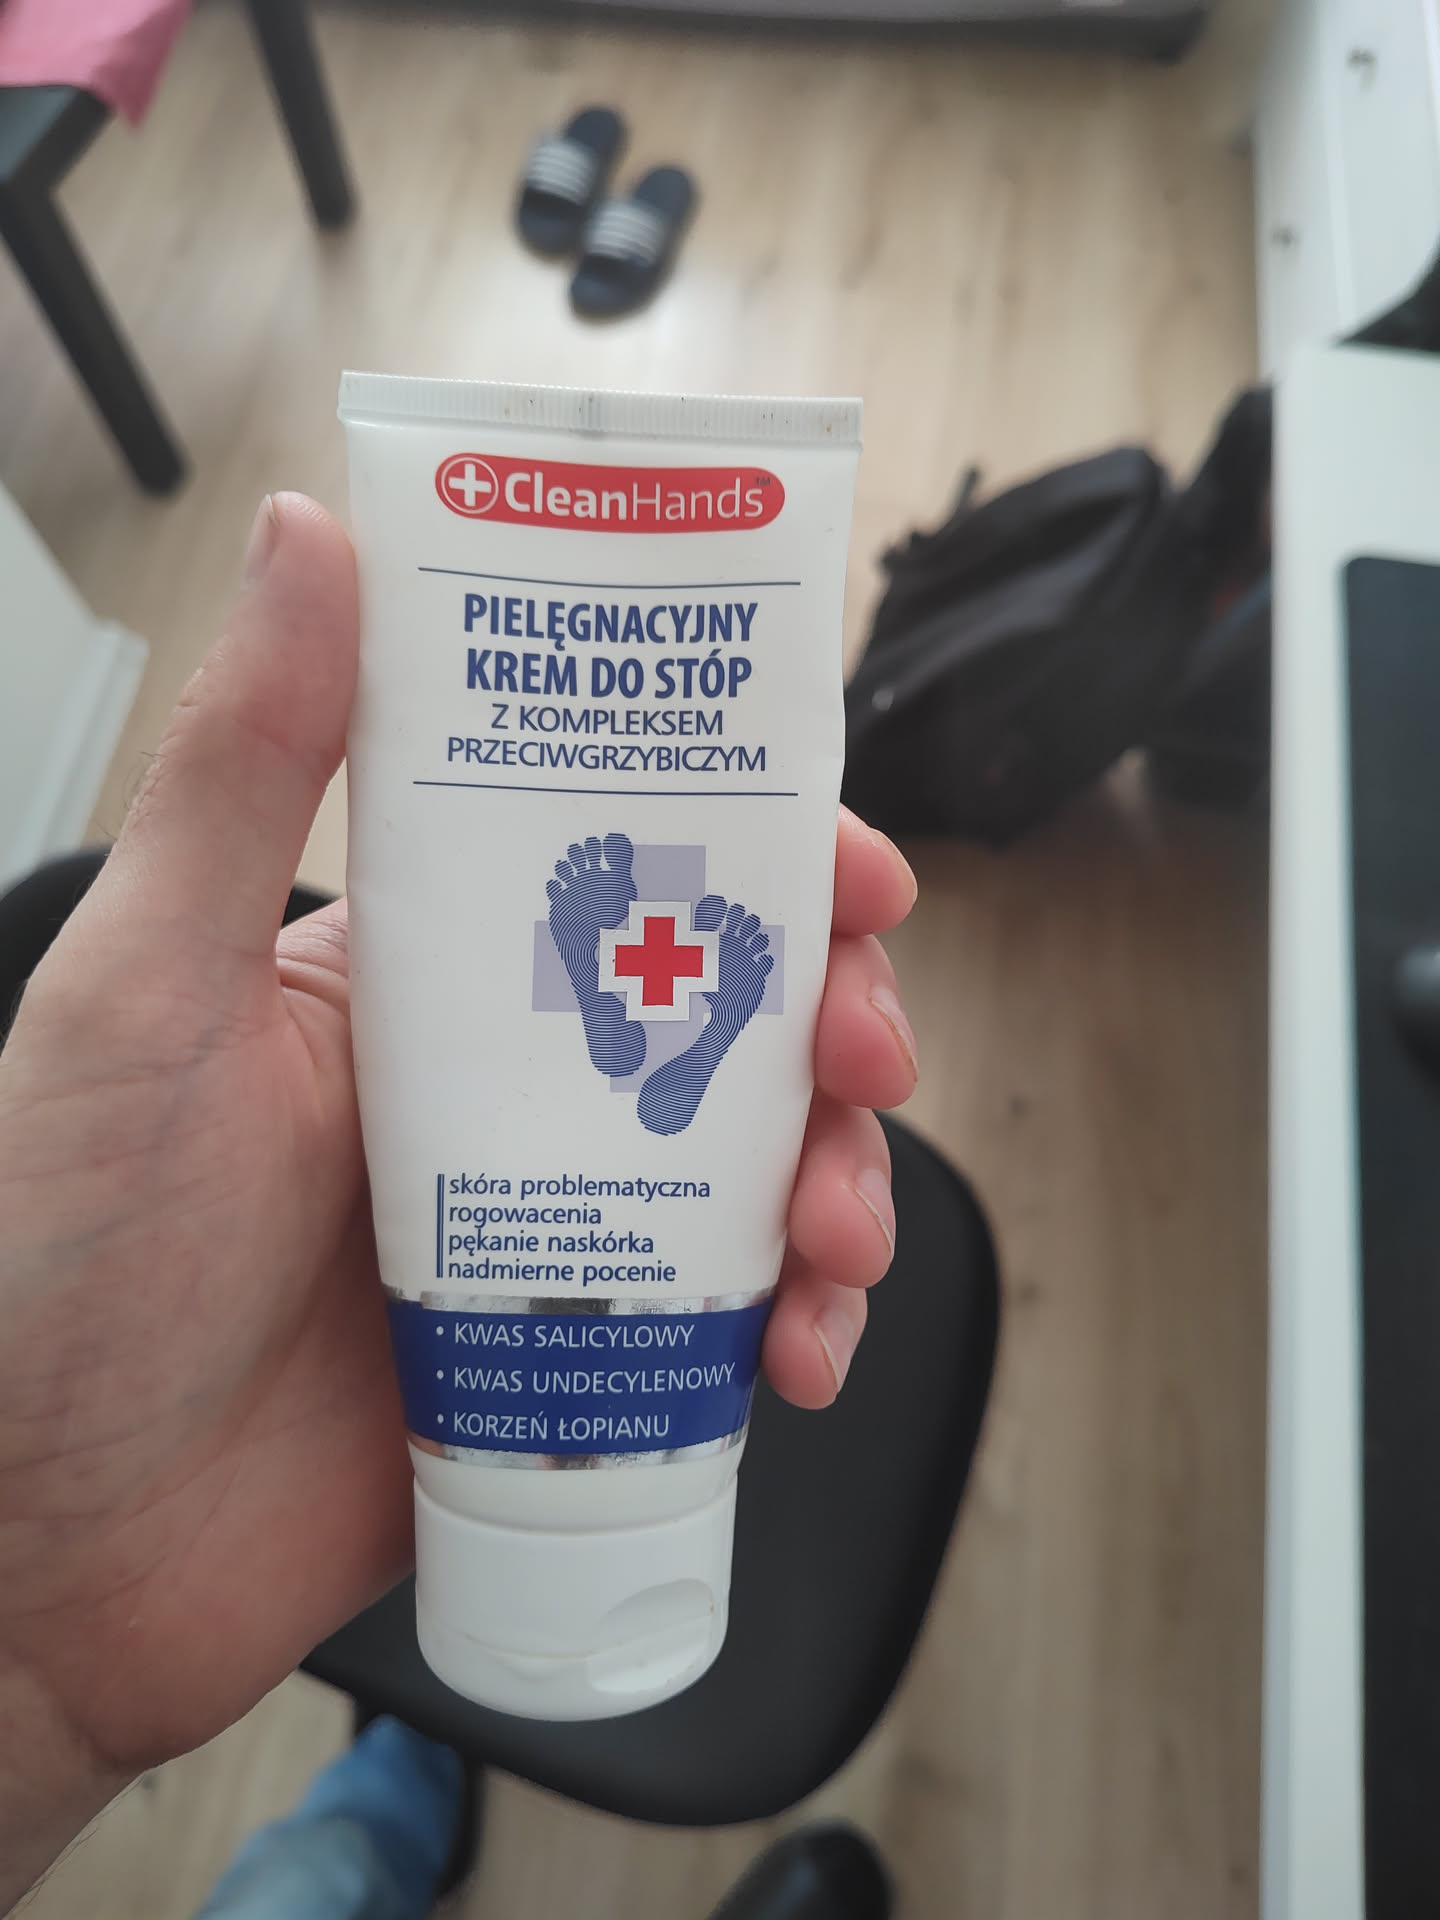 CleanHands™
PIELĘGNACYJNY
KREM DO STÓP
Z KOMPLEKSEM
PRZECIWGRZYBICZYM
skóra problematyczna
rogowacenia
pękanie naskórka
nadmierne pocenie
• KWAS SALICYLOWY
• KWAS UNDECYLENOWY
• KORZEŃ ŁOPIANU